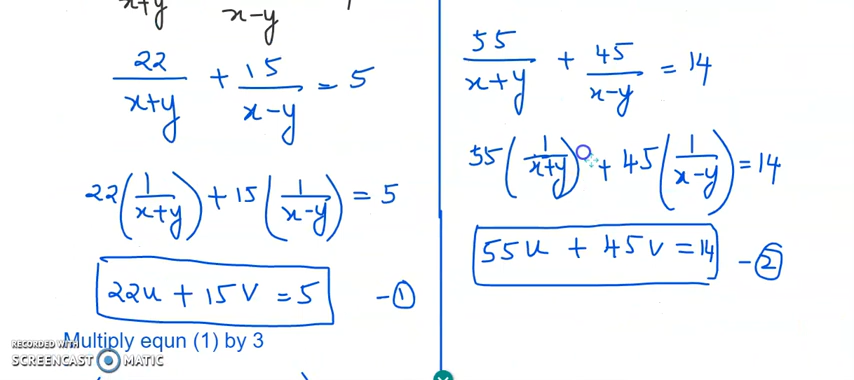 x+y x-y
22/(x+y) + 15/(x-y) = 5
22(1/(x+y)) + 15(1/(x-y)) = 5
22u + 15v = 5 - ①
Multiply equn (1) by 3
55/(x+y) + 45/(x-y) = 14
55(1/(x+y)) + 45(1/(x-y)) = 14
55u + 45v = 14 - ②
RECORDED WITH
SCREENCAST MATIC